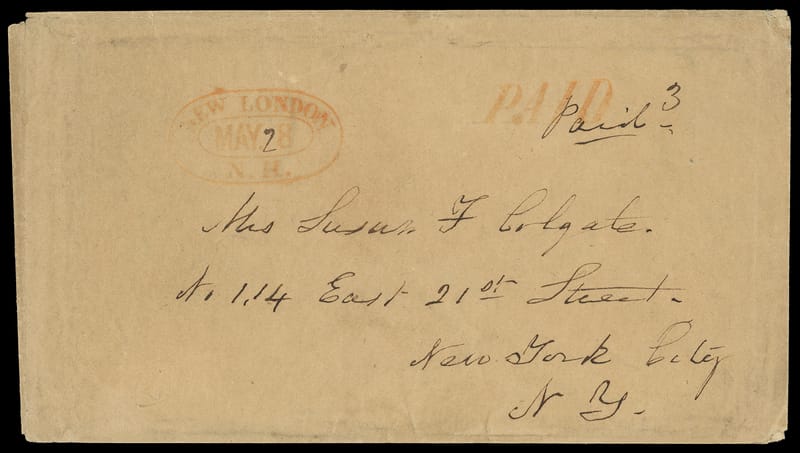 NEW LONDON
MAY 28
N.H.
PAID
Paid 3
Mrs Susan F Colgate.
No 114 East 21st Street.
New York City
N Y.